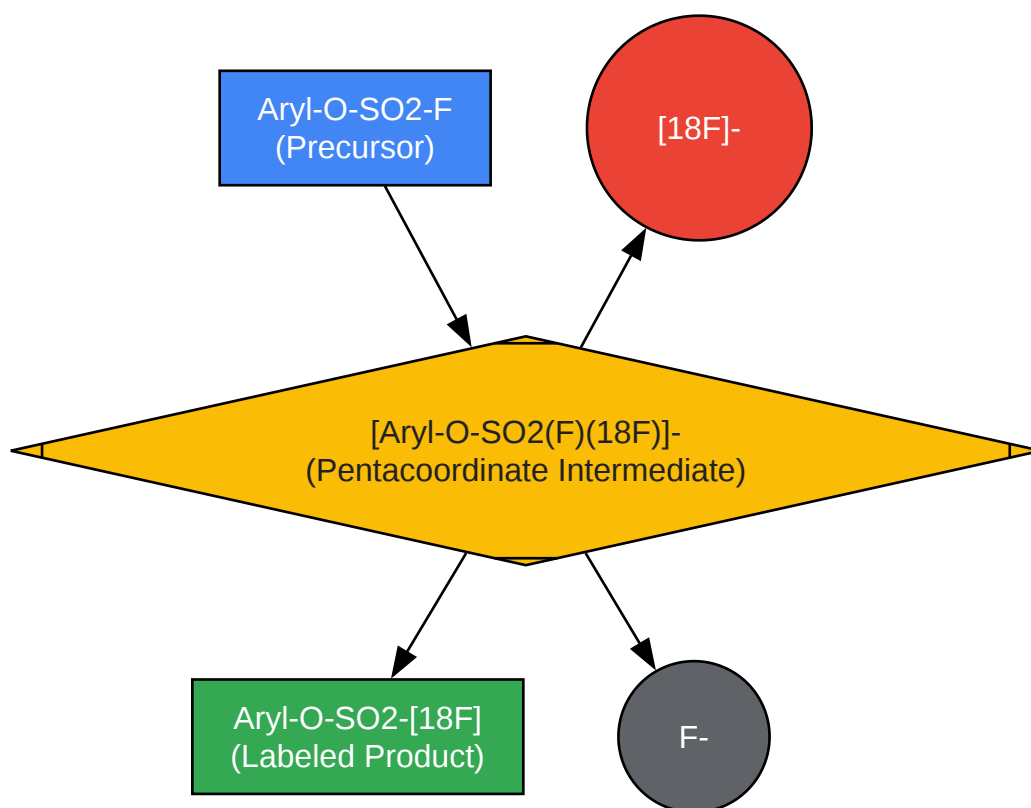 Aryl-O-SO2-F
(Precursor)
[18F]-
[Aryl-O-SO2(F)(18F)]-
(Pentacoordinate Intermediate)
Aryl-O-SO2-[18F]
(Labeled Product)
F-